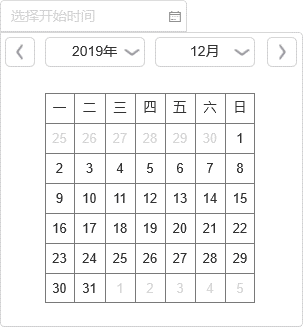 选择开始时间
2019年 12月
一 二 三 四 五 六 日
25 26 27 28 29 30 1
2 3 4 5 6 7 8
9 10 11 12 13 14 15
16 17 18 19 20 21 22
23 24 25 26 27 28 29
30 31 1 2 3 4 5